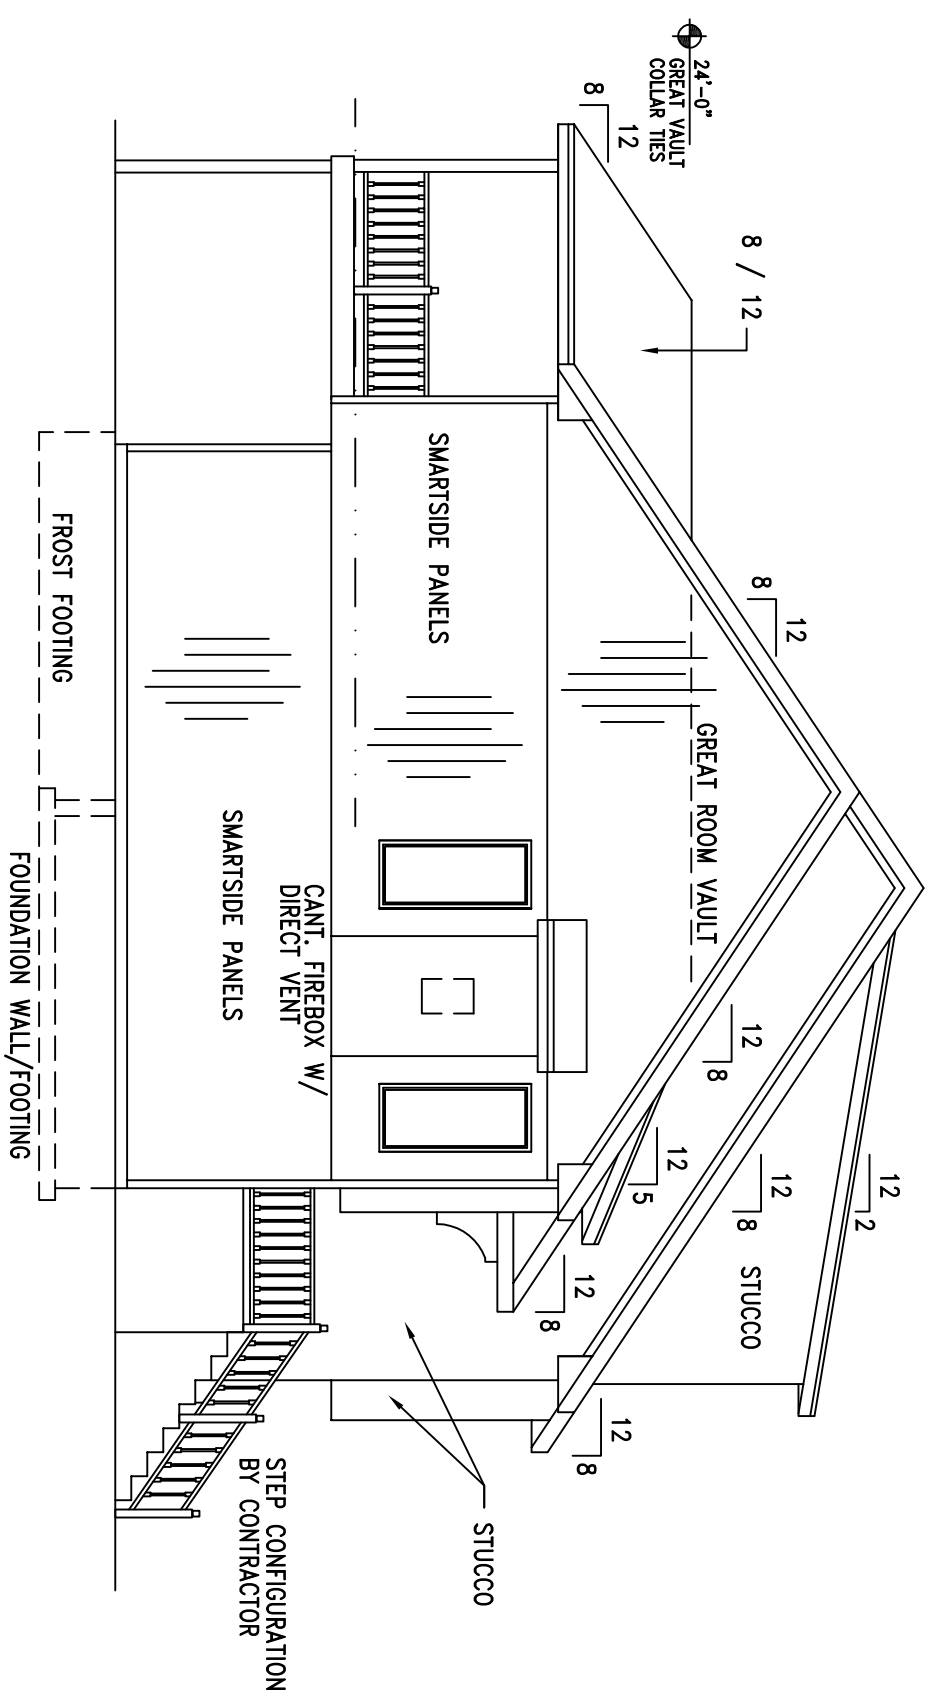 12
2
12
8
12
8
8 / 12
STUCCO
12
8
24'-0"
GREAT VAULT
COLLAR TIES
GREAT ROOM VAULT
12
5
12
8
12
8
12
8
STUCCO
SMARTSIDE PANELS
CANT. FIREBOX W/
DIRECT VENT
STEP CONFIGURATION
BY CONTRACTOR
SMARTSIDE PANELS
FROST FOOTING
FOUNDATION WALL/FOOTING